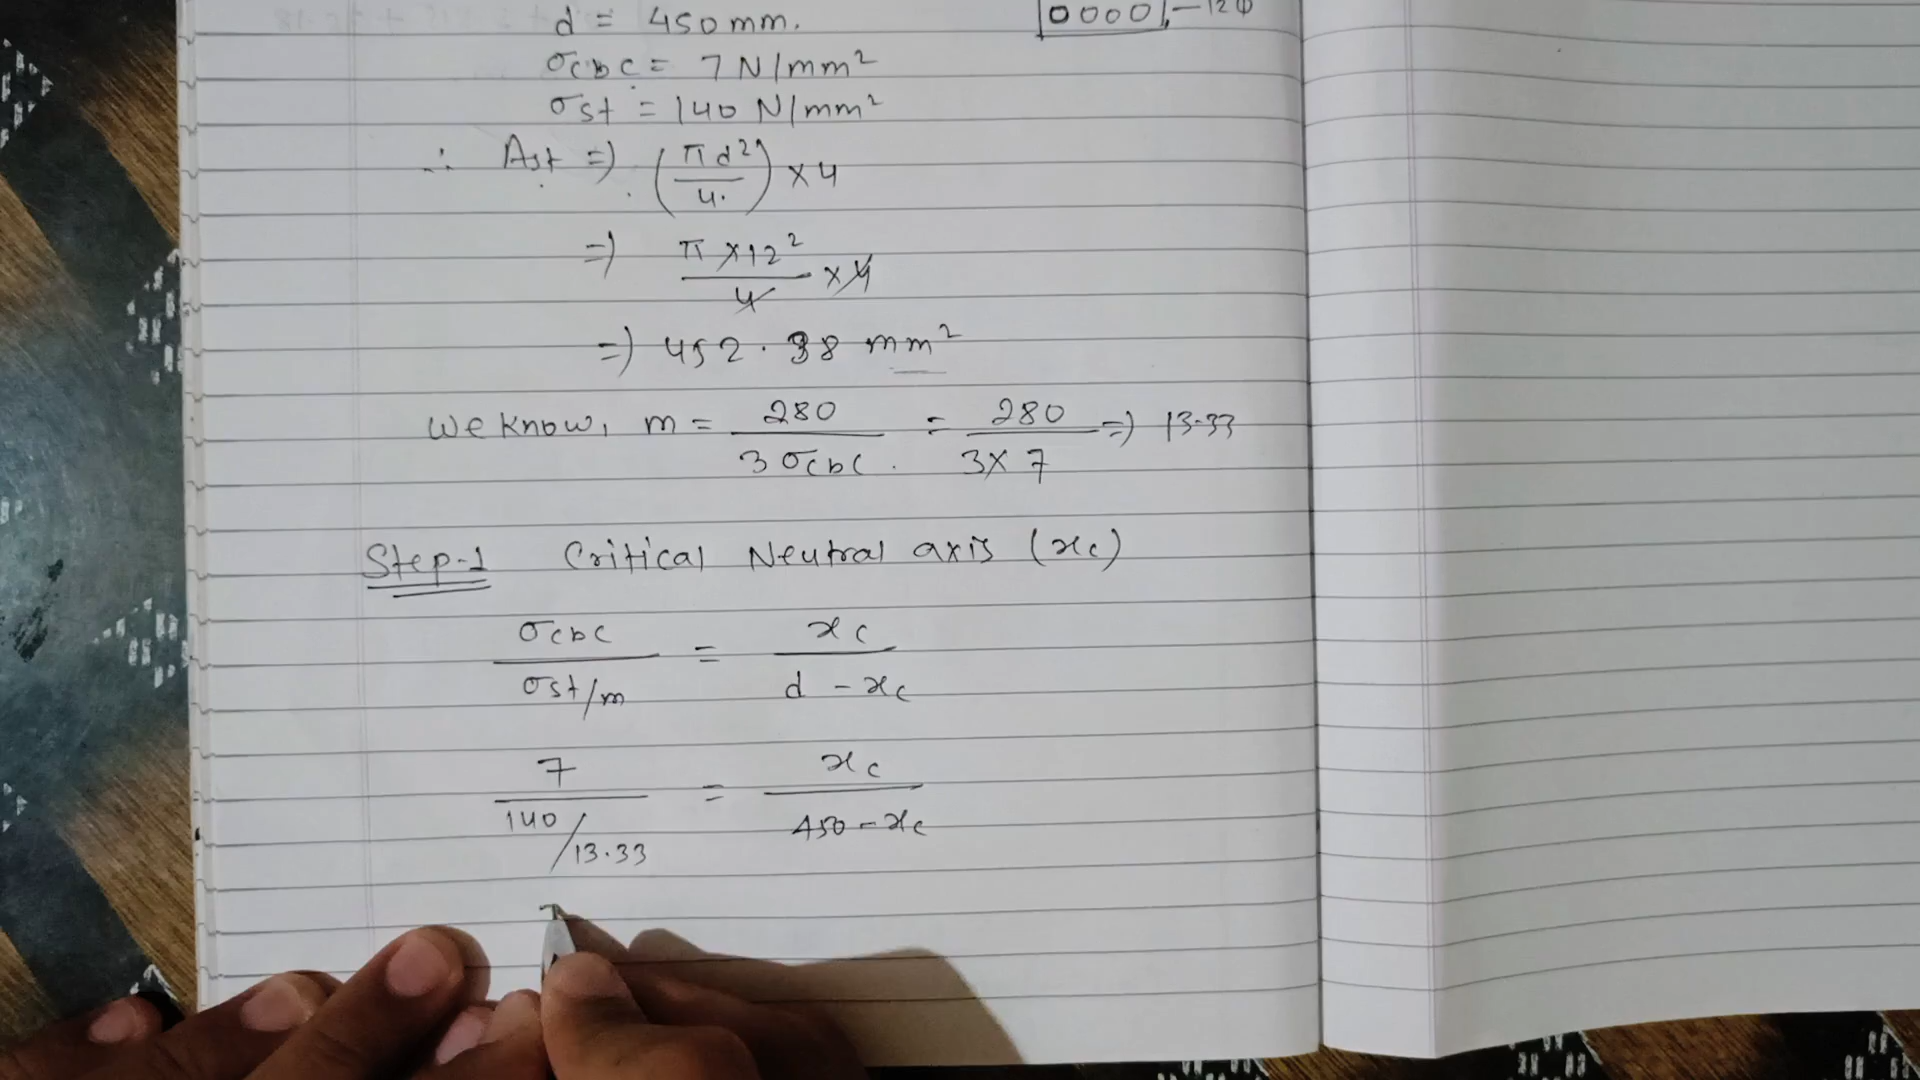 d = 450 mm.
σcbc = 7 N/mm²
σst = 140 N/mm²
∴ Ast => (πd²/4.) × 4
=> π × 12²/4 × 4
=> 452.38 mm²
We know, m = 280/3σcbc. = 280/3×7 => 13.33
Step-1 Critical Neutral axis (xc)
σcbc / σst/m = xc / d - xc
7 / 140/13.33 = xc / 450 - xc